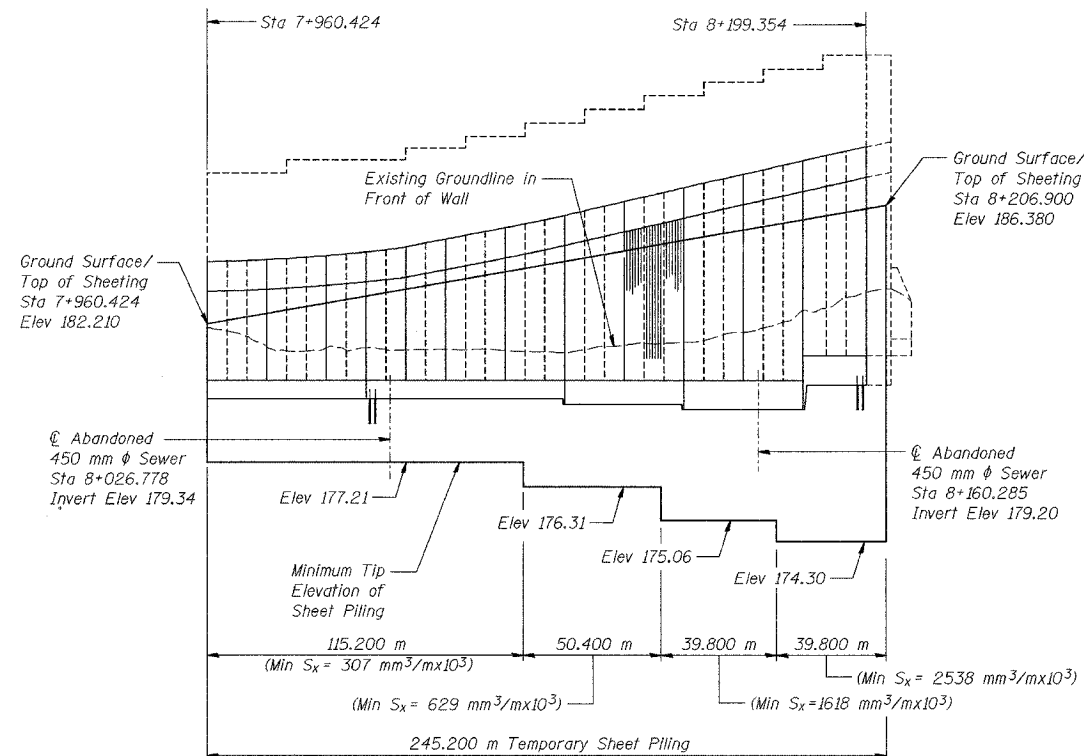 Sta 7+960.424
Sta 8+199.354
Existing Groundline in
Front of Wall
Ground Surface/
Top of Sheeting
Sta 8+206.900
Elev 186.380
Ground Surface/
Top of Sheeting
Sta 7+960.424
Elev 182.210
℄ Abandoned
450 mm ϕ Sewer
Sta 8+026.778
Invert Elev 179.34
℄ Abandoned
450 mm ϕ Sewer
Sta 8+160.285
Invert Elev 179.20
Elev 177.21
Elev 176.31
Elev 175.06
Elev 174.30
Minimum Tip
Elevation of
Sheet Piling
115.200 m
50.400 m
39.800 m
39.800 m
(Min Sx = 307 mm³/mx10³)
(Min Sx = 2538 mm³/mx10³)
(Min Sx = 629 mm³/mx10³)
(Min Sx =1618 mm³/mx10³)
245.200 m Temporary Sheet Piling